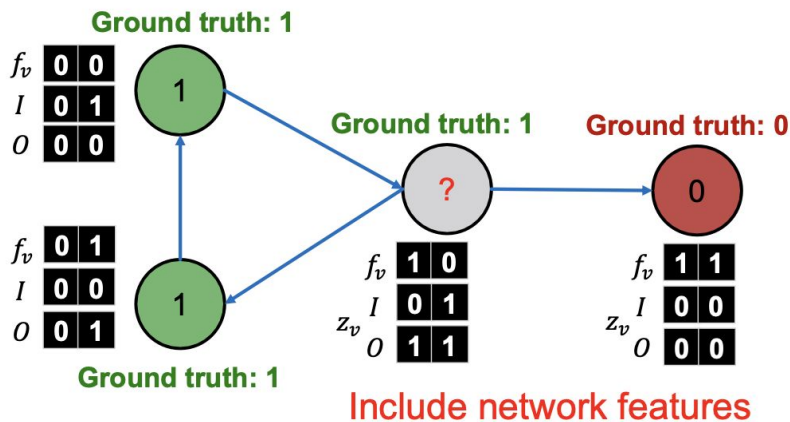 Ground truth: 1
f_v 0 0
I 0 1
O 0 0
1
Ground truth: 1
?
Ground truth: 0
0
f_v 0 1
I 0 0
O 0 1
1
Ground truth: 1
f_v 1 0
z_v
I 0 1
O 1 1
f_v 1 1
z_v
I 0 0
O 0 0
Include network features